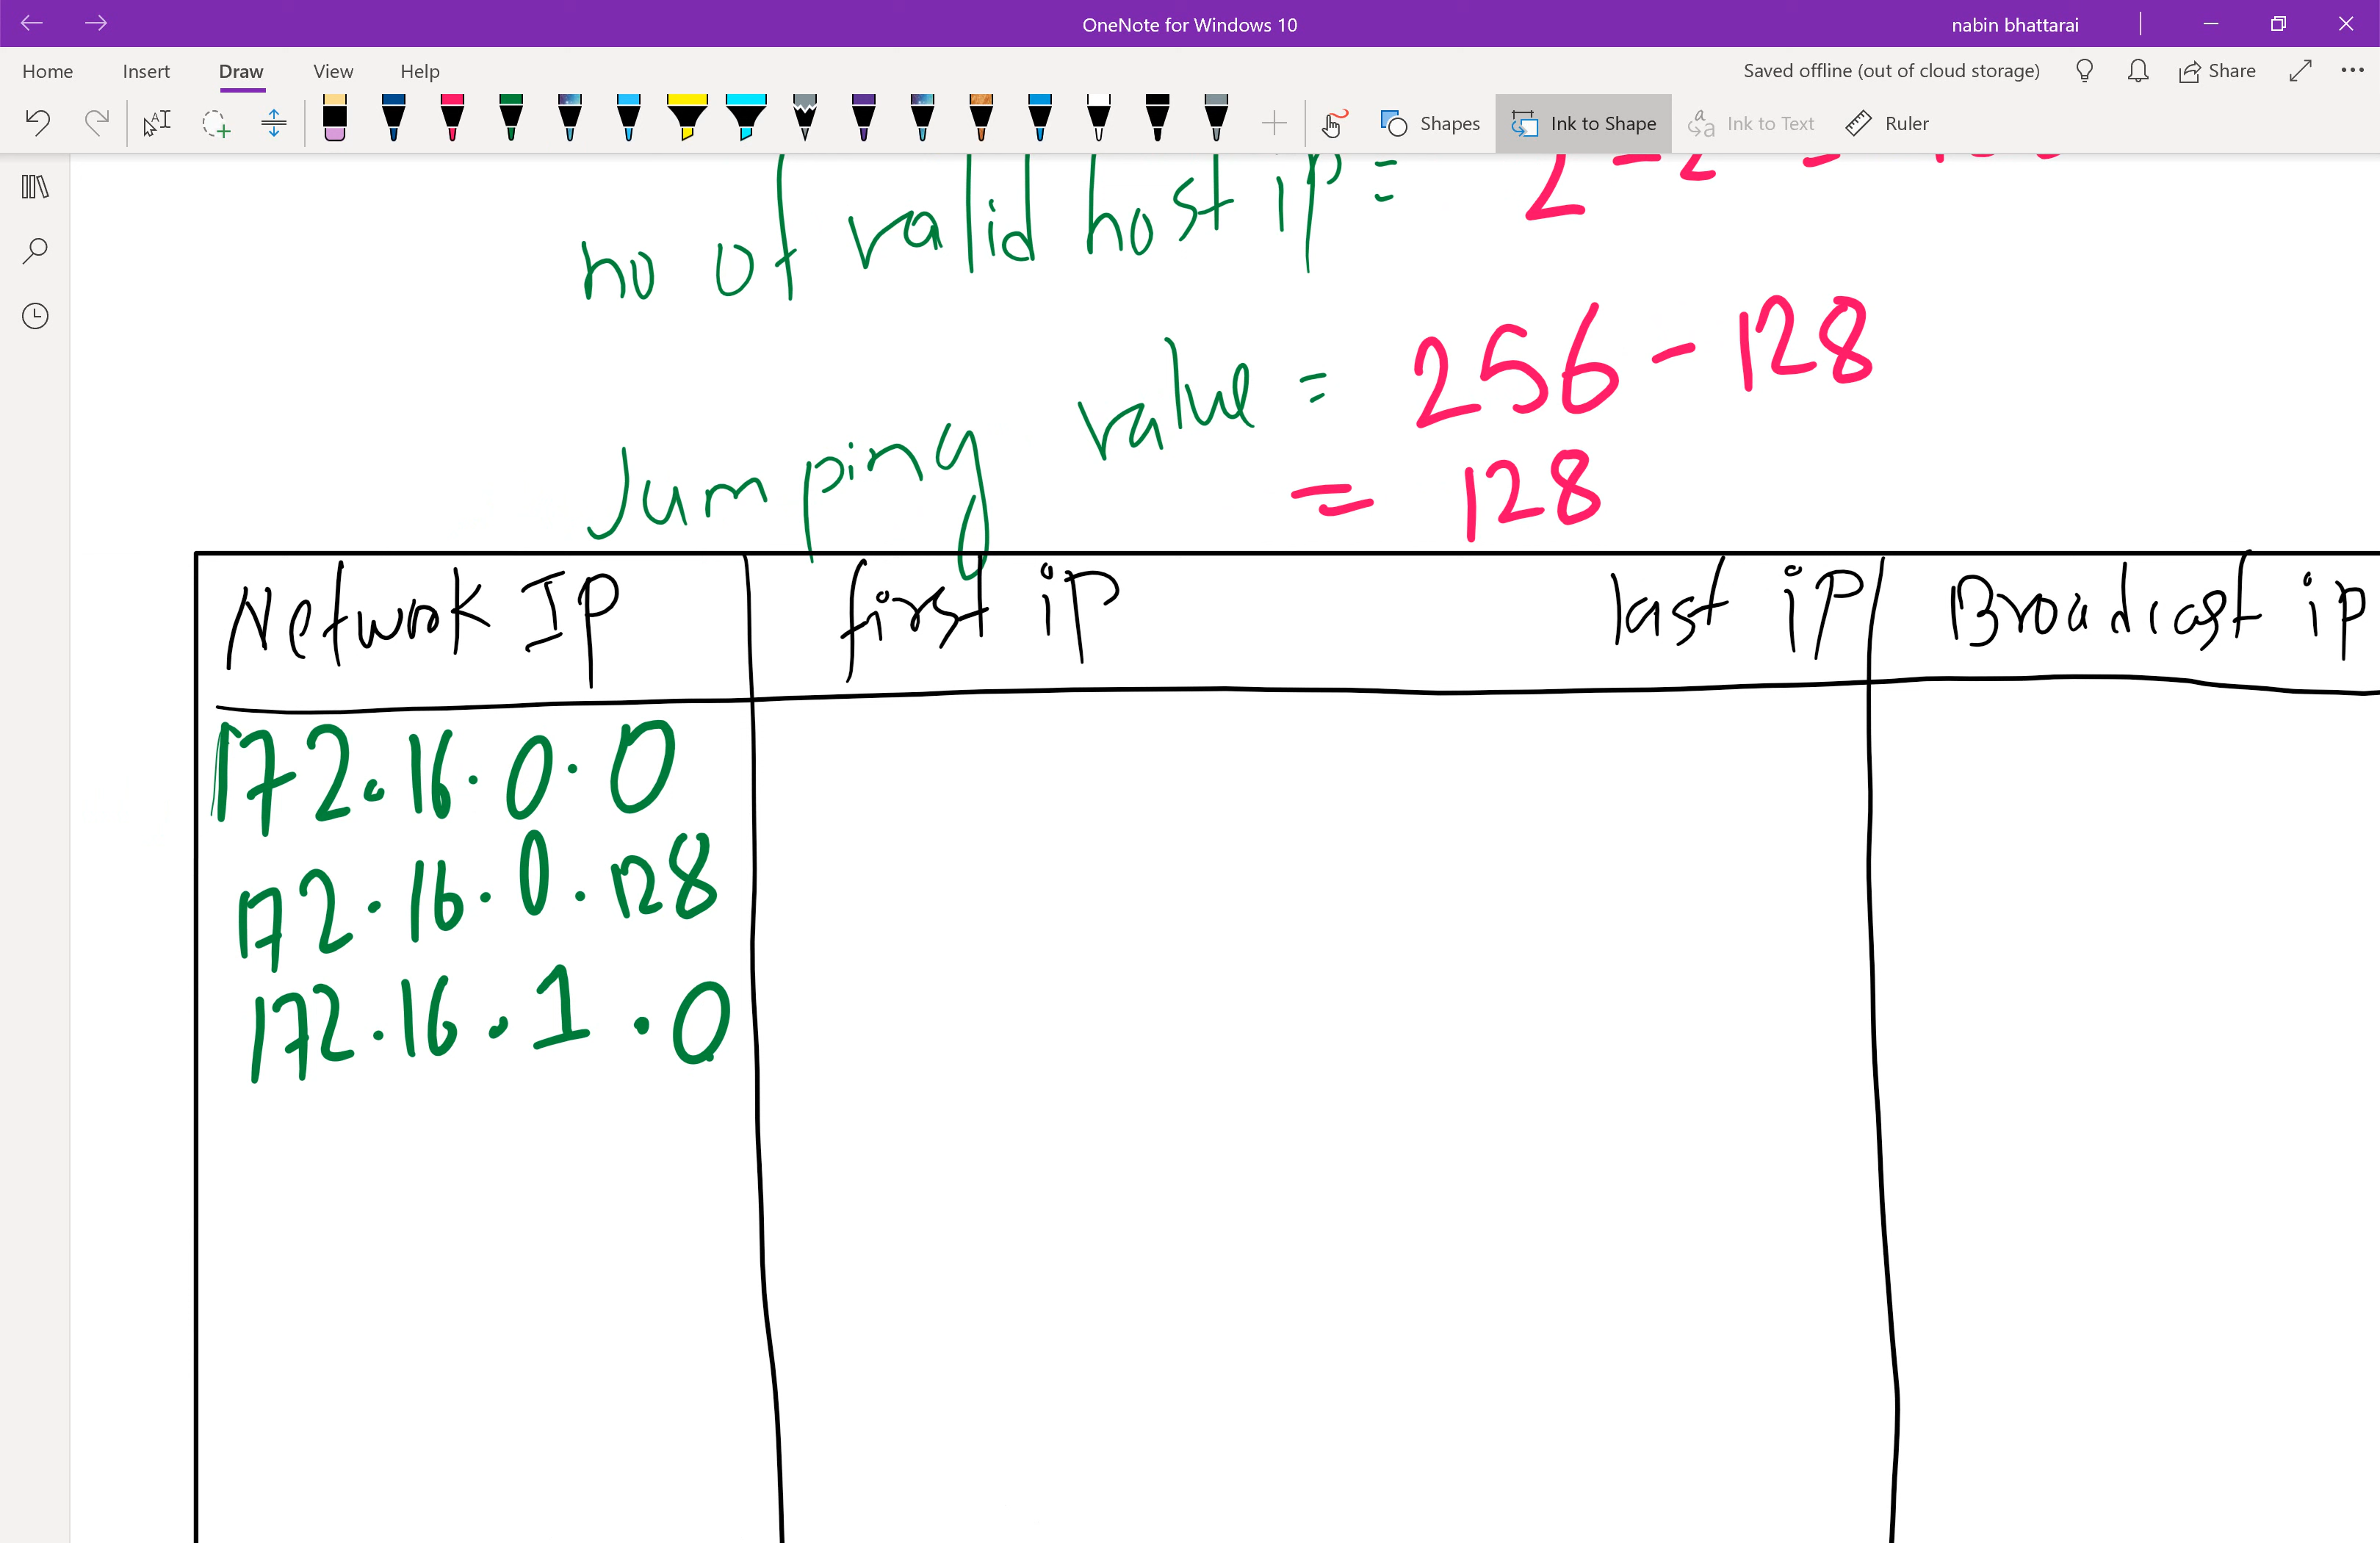 OneNote for Windows 10
nabin bhattarai
Home Insert Draw View Help
Saved offline (out of cloud storage) Share
Shapes Ink to Shape Ink to Text Ruler
no of valid host ip =
Jumping value = 256 - 128
= 128
Network IP first iP last iP Broadcast ip
172.16.0.0
172.16.0.128
172.16.1.0